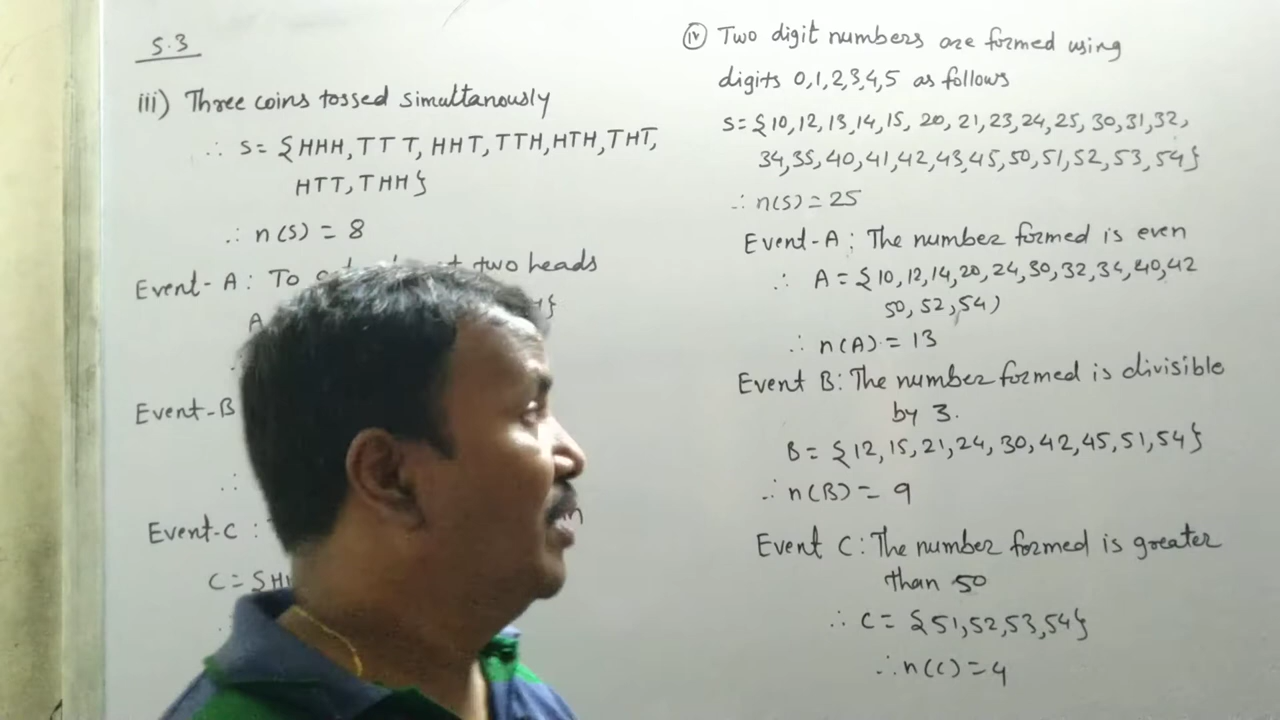 5.3
iii) Three coins tossed simultanously
∴ S = {HHH, TTT, HHT, TTH, HTH, THT,
HTT, THH}
∴ n(S) = 8
Event-A : To two heads
A
Event-B
∴
Event-C :
C = {HH
iv) Two digit numbers are formed using
digits 0,1,2,3,4,5 as follows
S = {10, 12, 13, 14, 15, 20, 21, 23, 24, 25, 30, 31, 32,
34, 35, 40, 41, 42, 43, 45, 50, 51, 52, 53, 54}
∴ n(S) = 25
Event-A : The number formed is even
∴ A = {10, 12, 14, 20, 24, 30, 32, 34, 40, 42
50, 52, 54}
∴ n(A) = 13
Event B: The number formed is divisible
by 3.
B = {12, 15, 21, 24, 30, 42, 45, 51, 54}
∴ n(B) = 9
Event C : The number formed is greater
than 50
∴ C = {51, 52, 53, 54}
∴ n(C) = 4